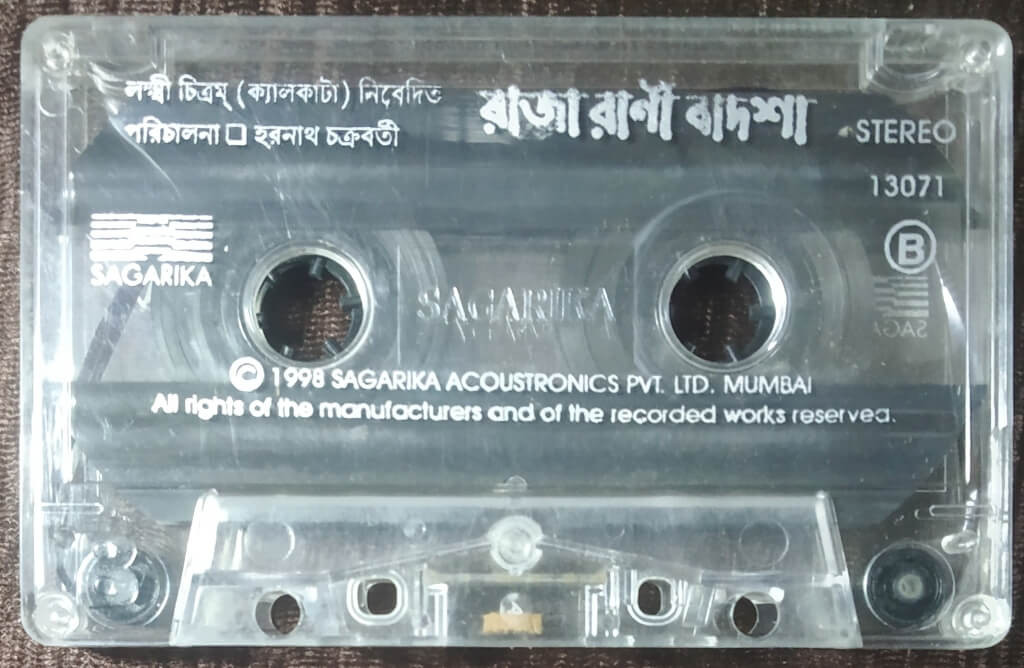 লক্ষ্মী চিত্রম্ (ক্যালকাটা) নিবেদিত
রাজা রাণী বাদশা
পরিচালনা □ হরনাথ চক্রবর্তী
STEREO
13071
B
SAGARIKA
SAGARIKA
© 1998 SAGARIKA ACOUSTRONICS PVT. LTD. MUMBAI
All rights of the manufacturers and of the recorded works reserved.